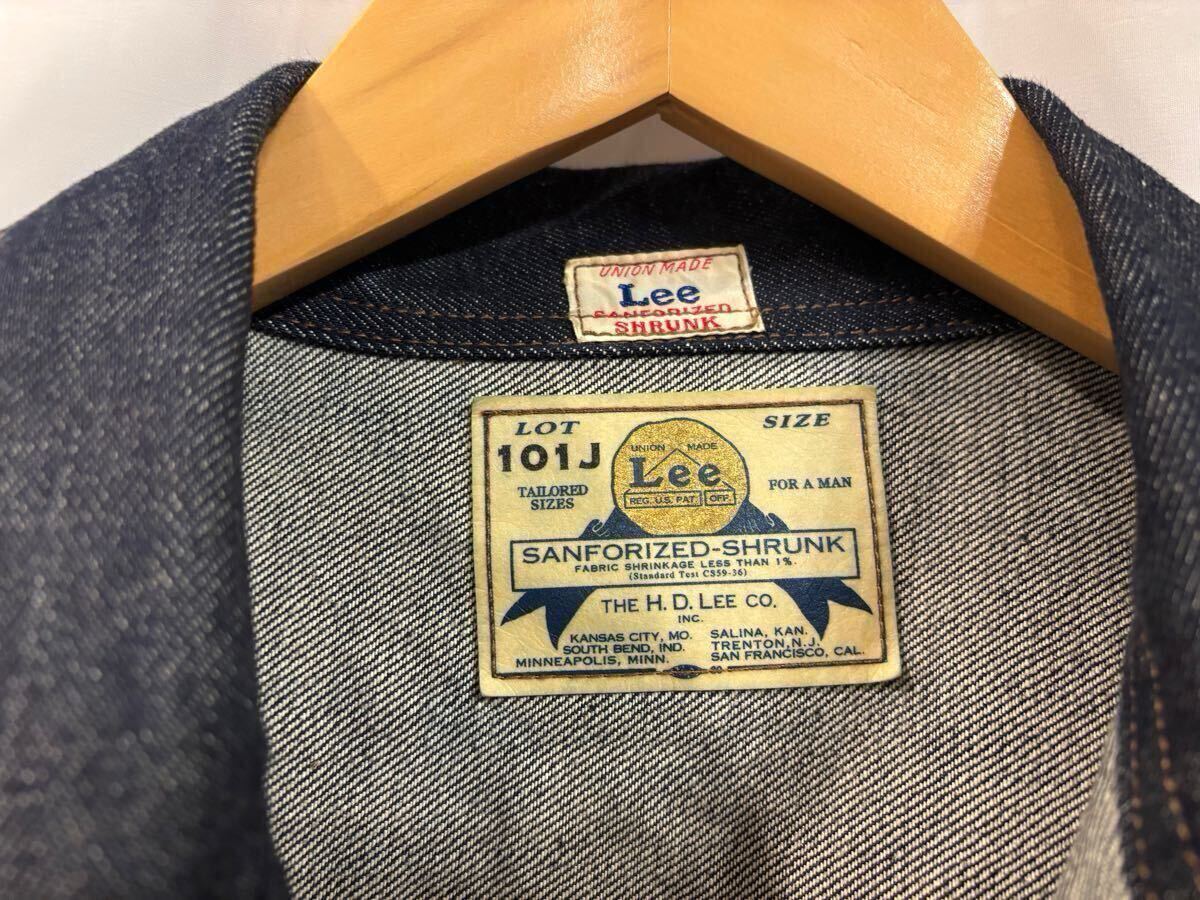 UNION MADE
Lee
SANFORIZED
SHRUNK
LOT
101J
SIZE
TAILORED
SIZES
FOR A MAN
UNION MADE
Lee
REG. U.S. PAT. OFF.
SANFORIZED-SHRUNK
FABRIC SHRINKAGE LESS THAN 1%.
(Standard Test CS59-36)
THE H. D. LEE CO.
INC.
KANSAS CITY, MO.
SOUTH BEND, IND.
MINNEAPOLIS, MINN.
SALINA, KAN.
TRENTON, N.J.
SAN FRANCISCO, CAL.